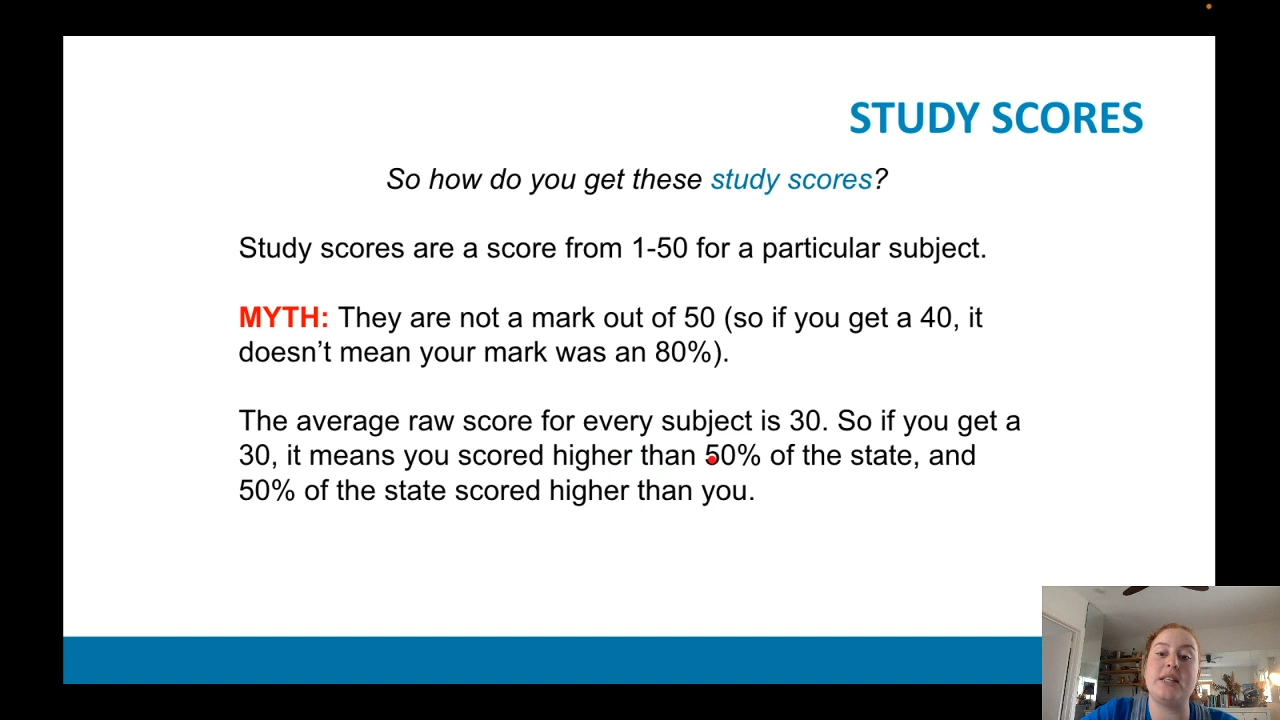 STUDY SCORES
So how do you get these study scores?
Study scores are a score from 1-50 for a particular subject.
MYTH: They are not a mark out of 50 (so if you get a 40, it
doesn’t mean your mark was an 80%).
The average raw score for every subject is 30. So if you get a
30, it means you scored higher than 50% of the state, and
50% of the state scored higher than you.